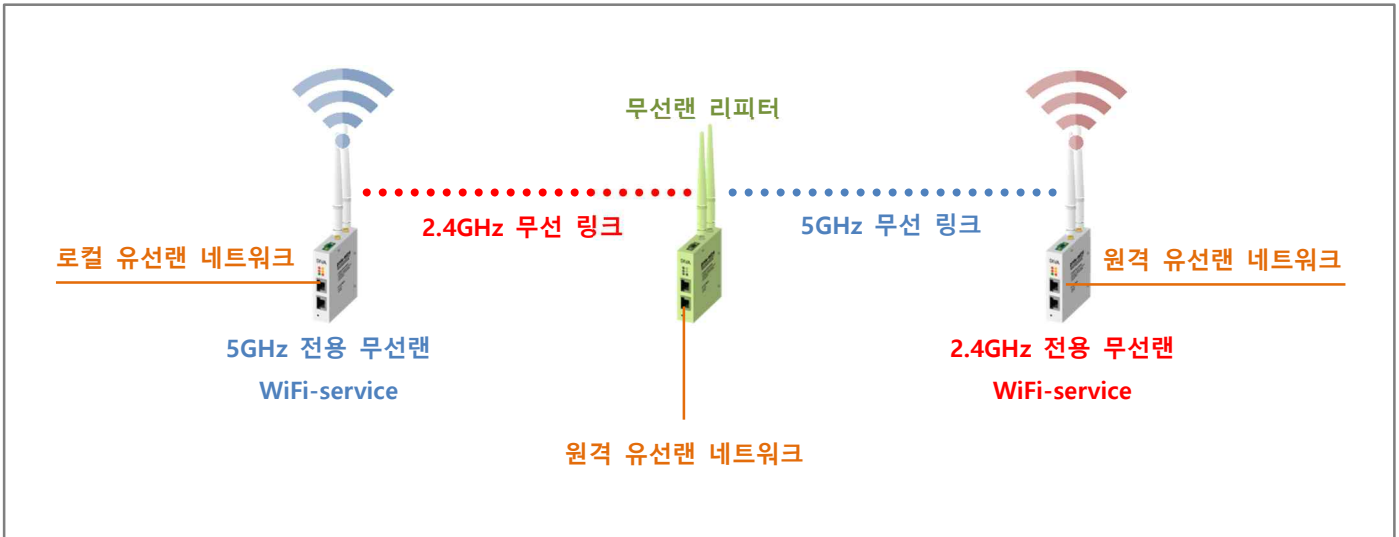 무선랜 리피터
2.4GHz 무선 링크
5GHz 무선 링크
로컬 유선랜 네트워크
원격 유선랜 네트워크
5GHz 전용 무선랜
WiFi-service
2.4GHz 전용 무선랜
WiFi-service
원격 유선랜 네트워크